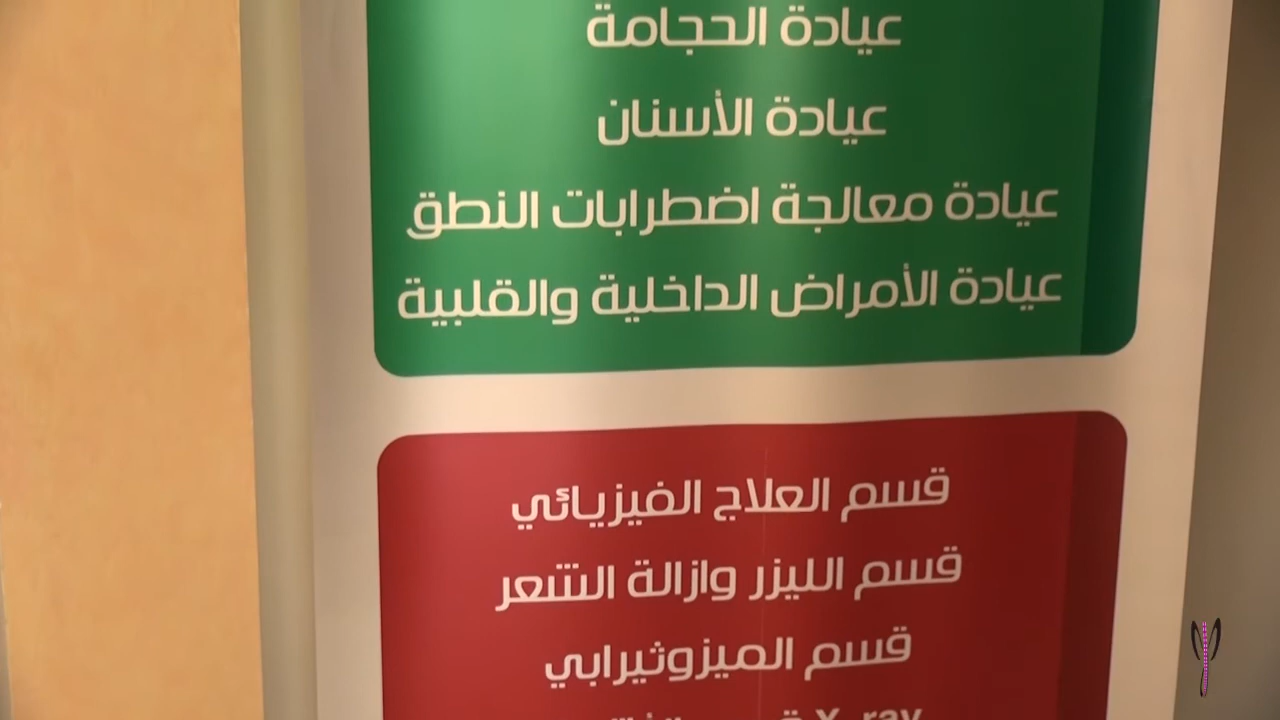 عيادة الحجامة
عيادة الأسنان
عيادة معالجة اضطرابات النطق
عيادة الأمراض الداخلية والقلبية
قسم العلاج الفيزيائي
قسم الليزر وازالة الشعر
قسم الميزوثيرابي
X-ray